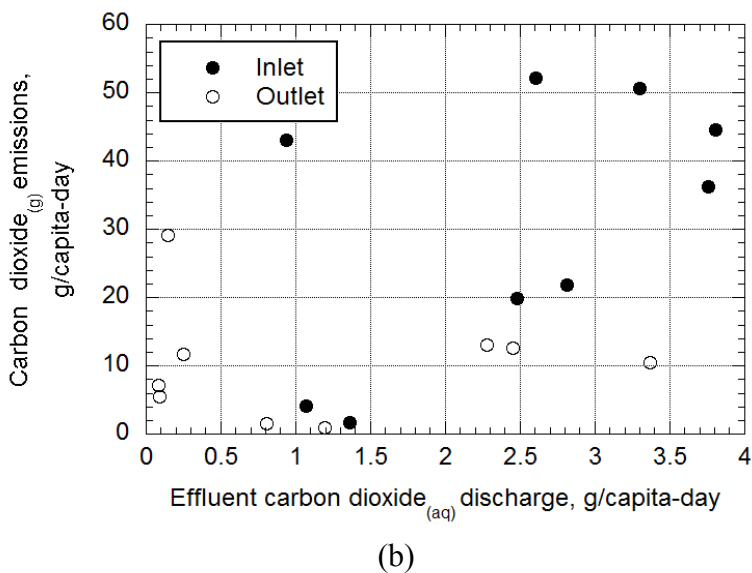 60
50
40
30
20
10
0
Carbon dioxide(g) emissions,
g/capita-day
Inlet
Outlet
0 0.5 1 1.5 2 2.5 3 3.5 4
Effluent carbon dioxide(aq) discharge, g/capita-day
(b)